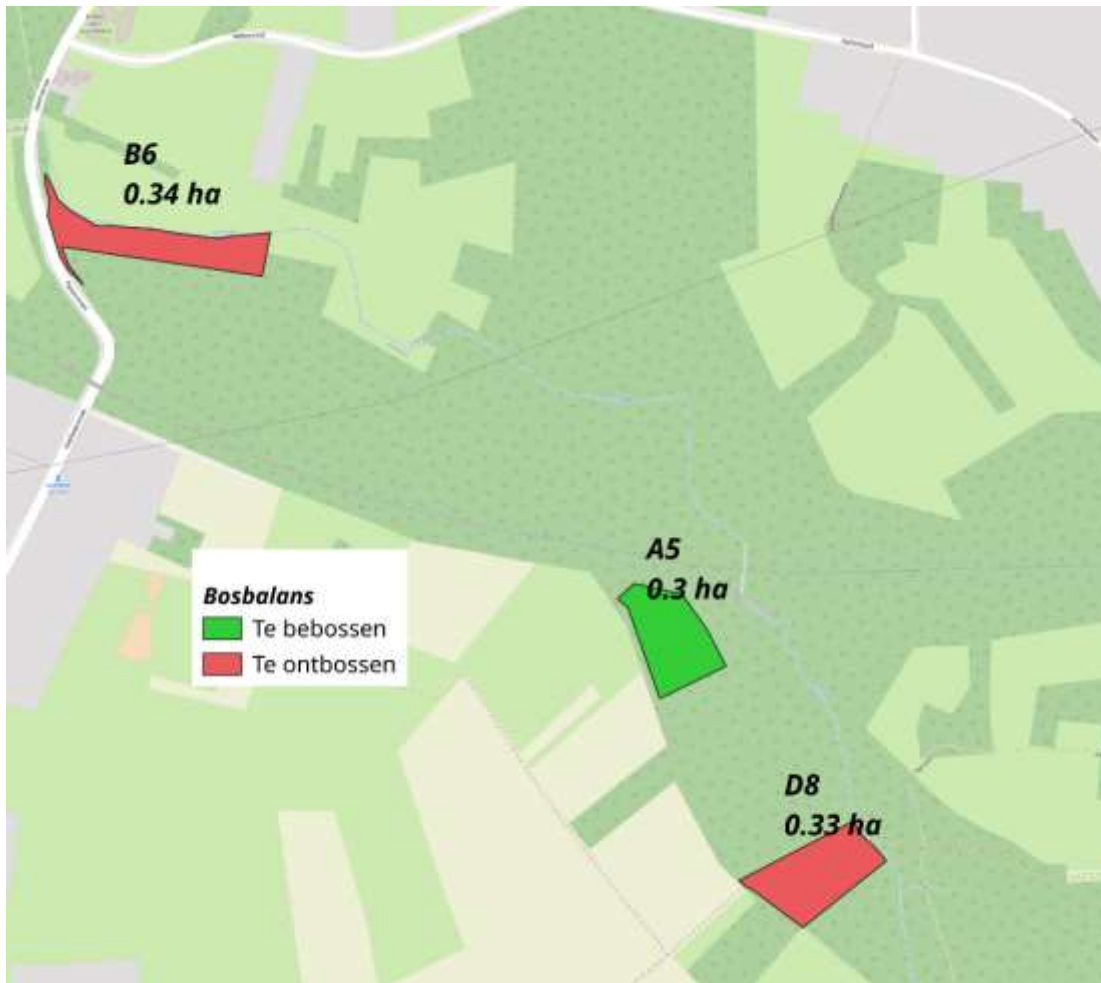 B6
0.34 ha
A5
0.3 ha
Bosbalans
Te bebossen
Te ontbossen
D8
0.33 ha